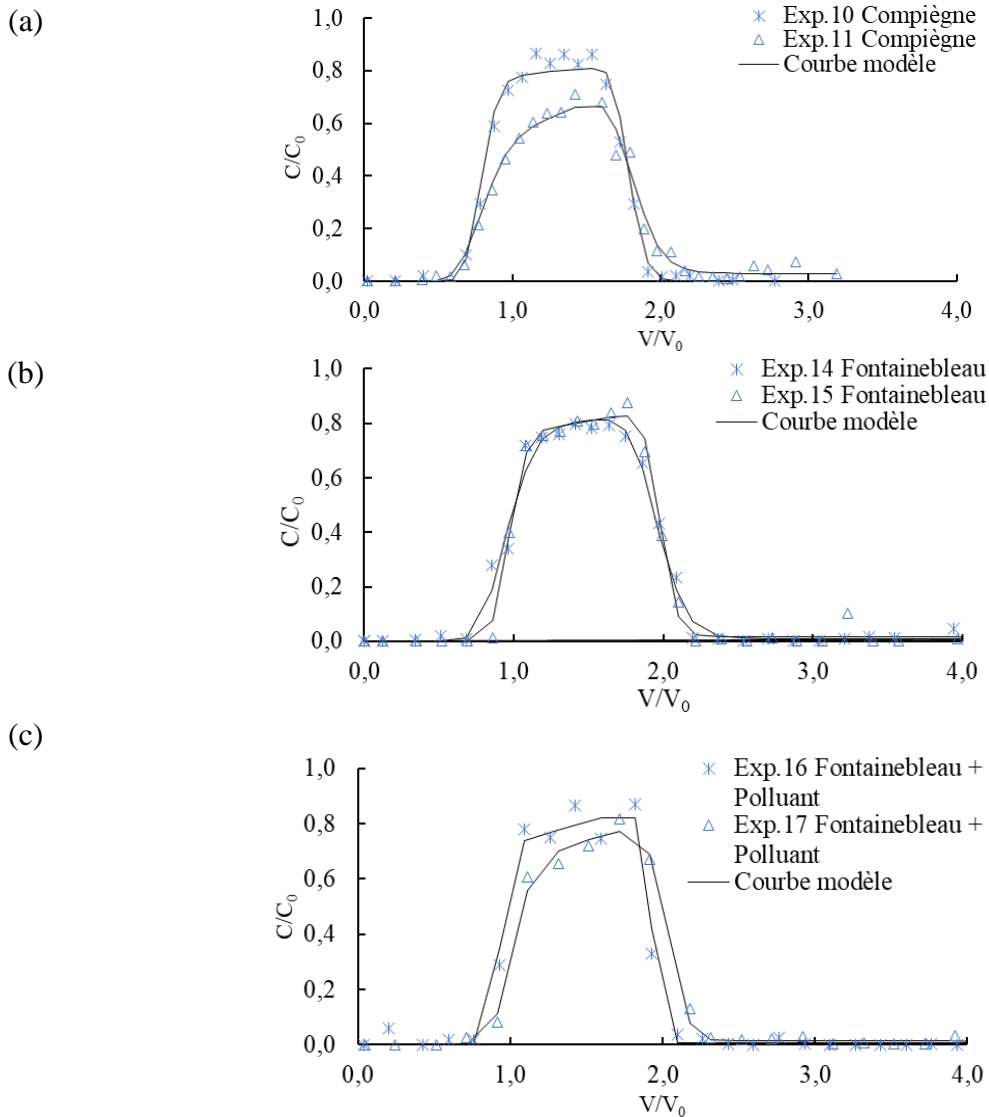 (a)
Exp.10 Compiègne
Exp.11 Compiègne
Courbe modèle
C/C0
1,0
0,8
0,6
0,4
0,2
0,0
0,0 1,0 2,0 3,0 4,0
V/V0
(b)
Exp.14 Fontainebleau
Exp.15 Fontainebleau
Courbe modèle
C/C0
1,0
0,8
0,6
0,4
0,2
0,0
0,0 1,0 2,0 3,0 4,0
V/V0
(c)
Exp.16 Fontainebleau +
Polluant
Exp.17 Fontainebleau +
Polluant
Courbe modèle
C/C0
1,0
0,8
0,6
0,4
0,2
0,0
0,0 1,0 2,0 3,0 4,0
V/V0